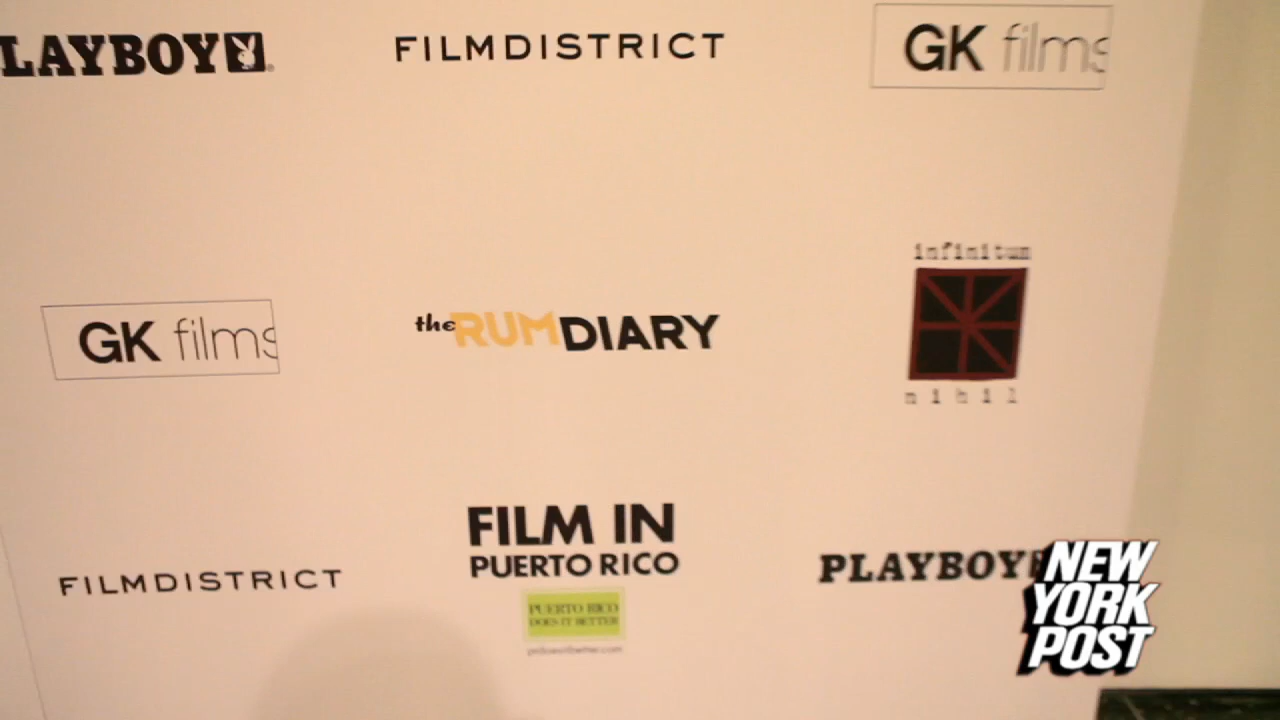 LAYBOY
FILMDISTRICT
GK films
infinitum
GK films
the RUM DIARY
nihil
FILM IN
PUERTO RICO
FILMDISTRICT
PLAYBOY
PUERTO RICO
DOES IT BETTER
NEW
YORK
POST